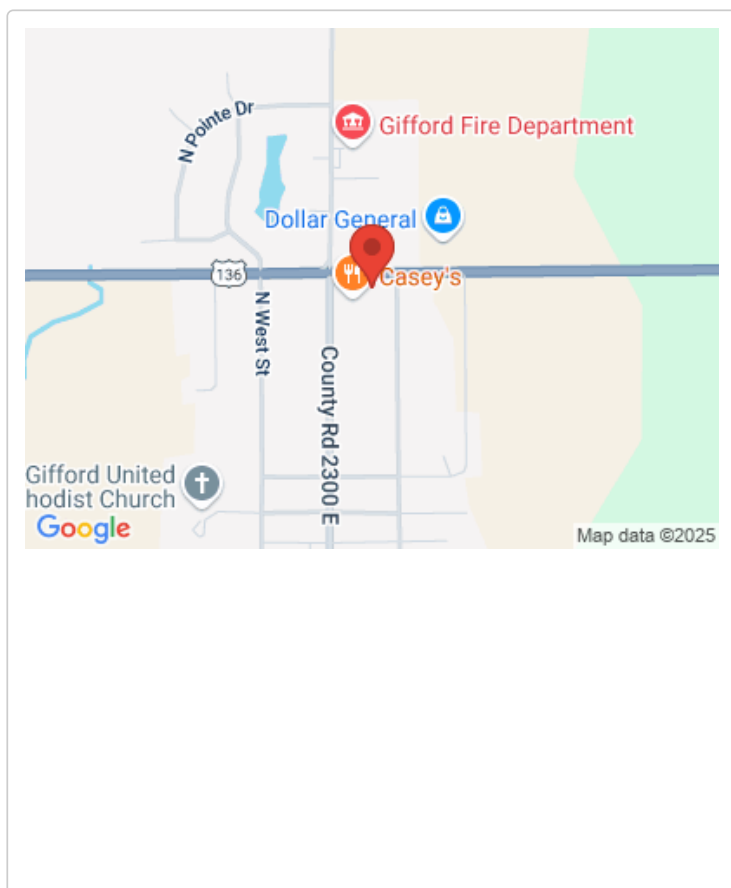 N Pointe Dr
Gifford Fire Department
Dollar General
136
Casey's
N West St
County Rd 2300 E
Gifford United
hodist Church
Google
Map data ©2025